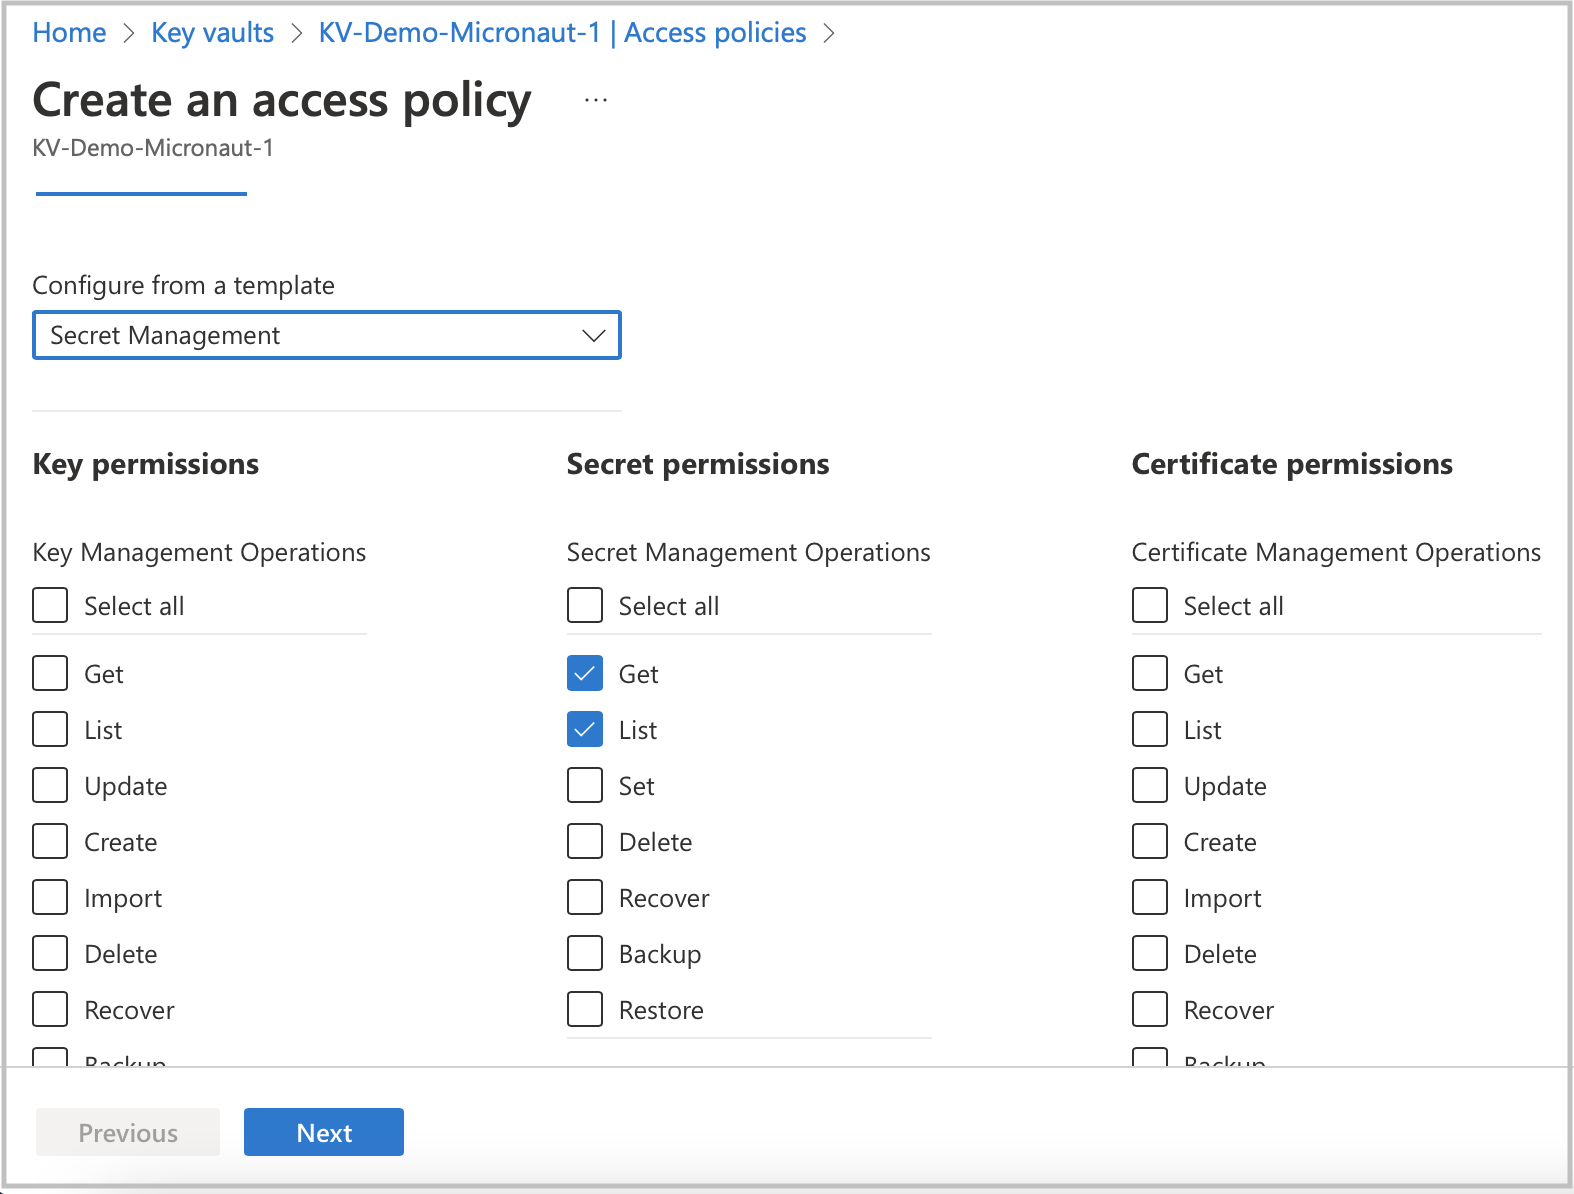 Home > Key vaults > KV-Demo-Micronaut-1 | Access policies >
Create an access policy ...
KV-Demo-Micronaut-1
Configure from a template
Secret Management
Key permissions
Key Management Operations
Select all
Get
List
Update
Create
Import
Delete
Recover
Backup
Secret permissions
Secret Management Operations
Select all
Get
List
Set
Delete
Recover
Backup
Restore
Certificate permissions
Certificate Management Operations
Select all
Get
List
Update
Create
Import
Delete
Recover
Backup
Previous
Next